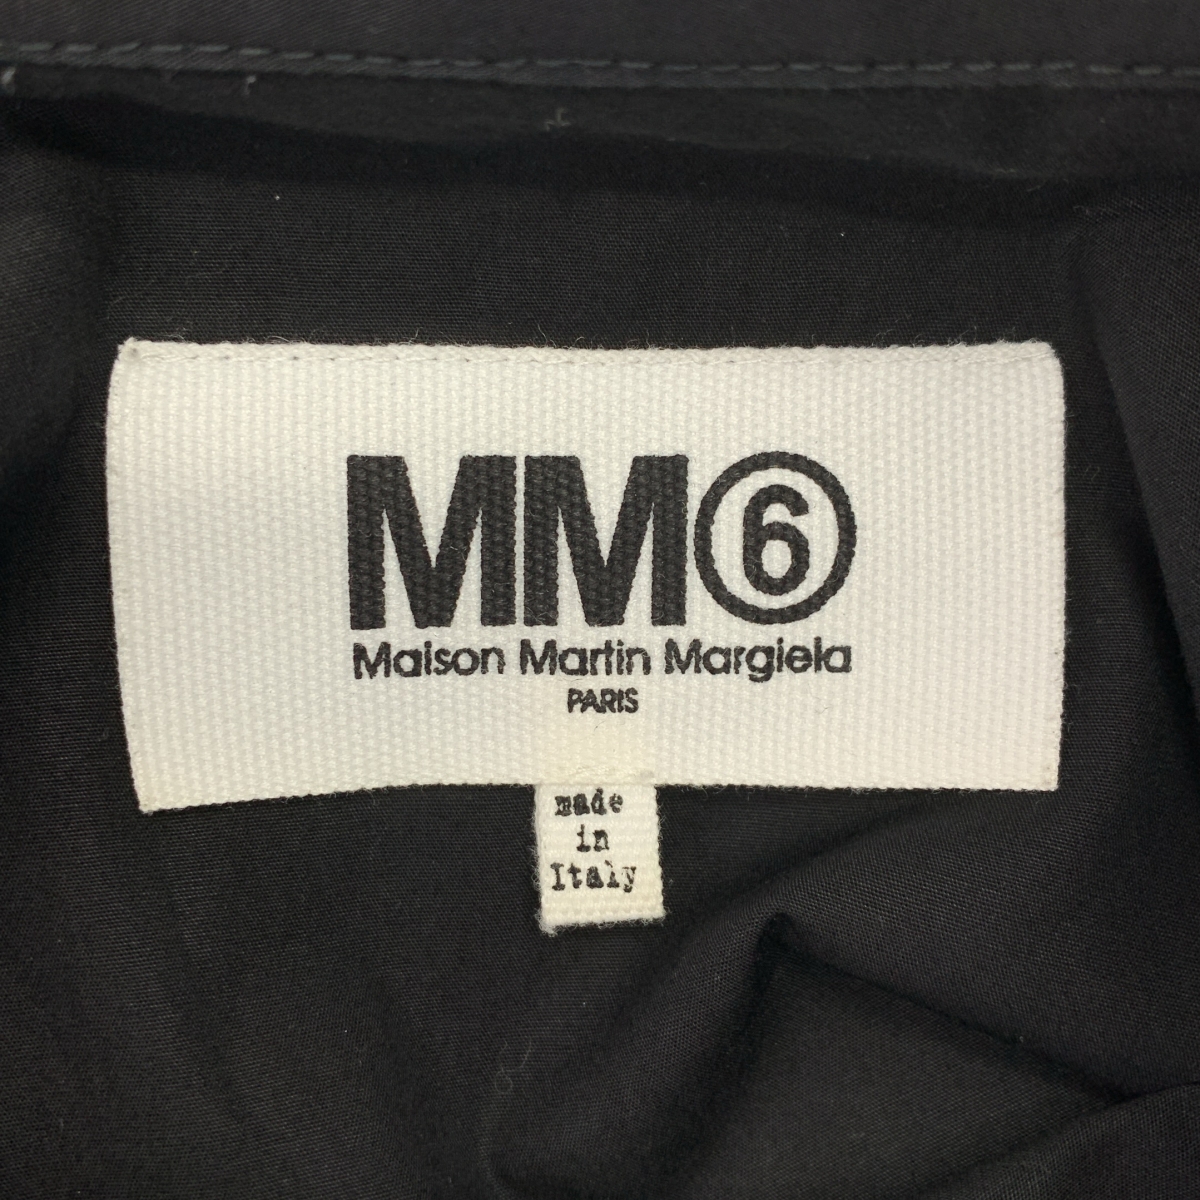 MM⑥
Maison Martin Margiela
PARIS
made
in
Italy